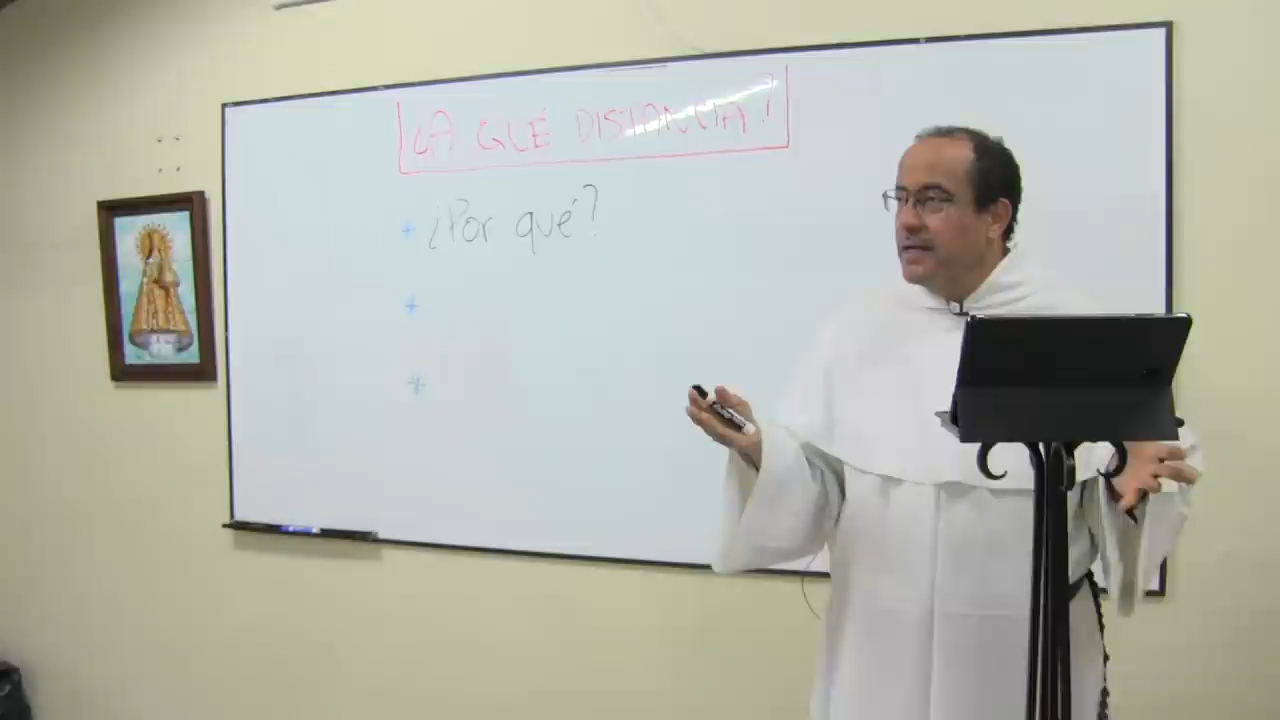 ¿A QUÉ DISTANCIA?
+ ¿Por qué?
+
+